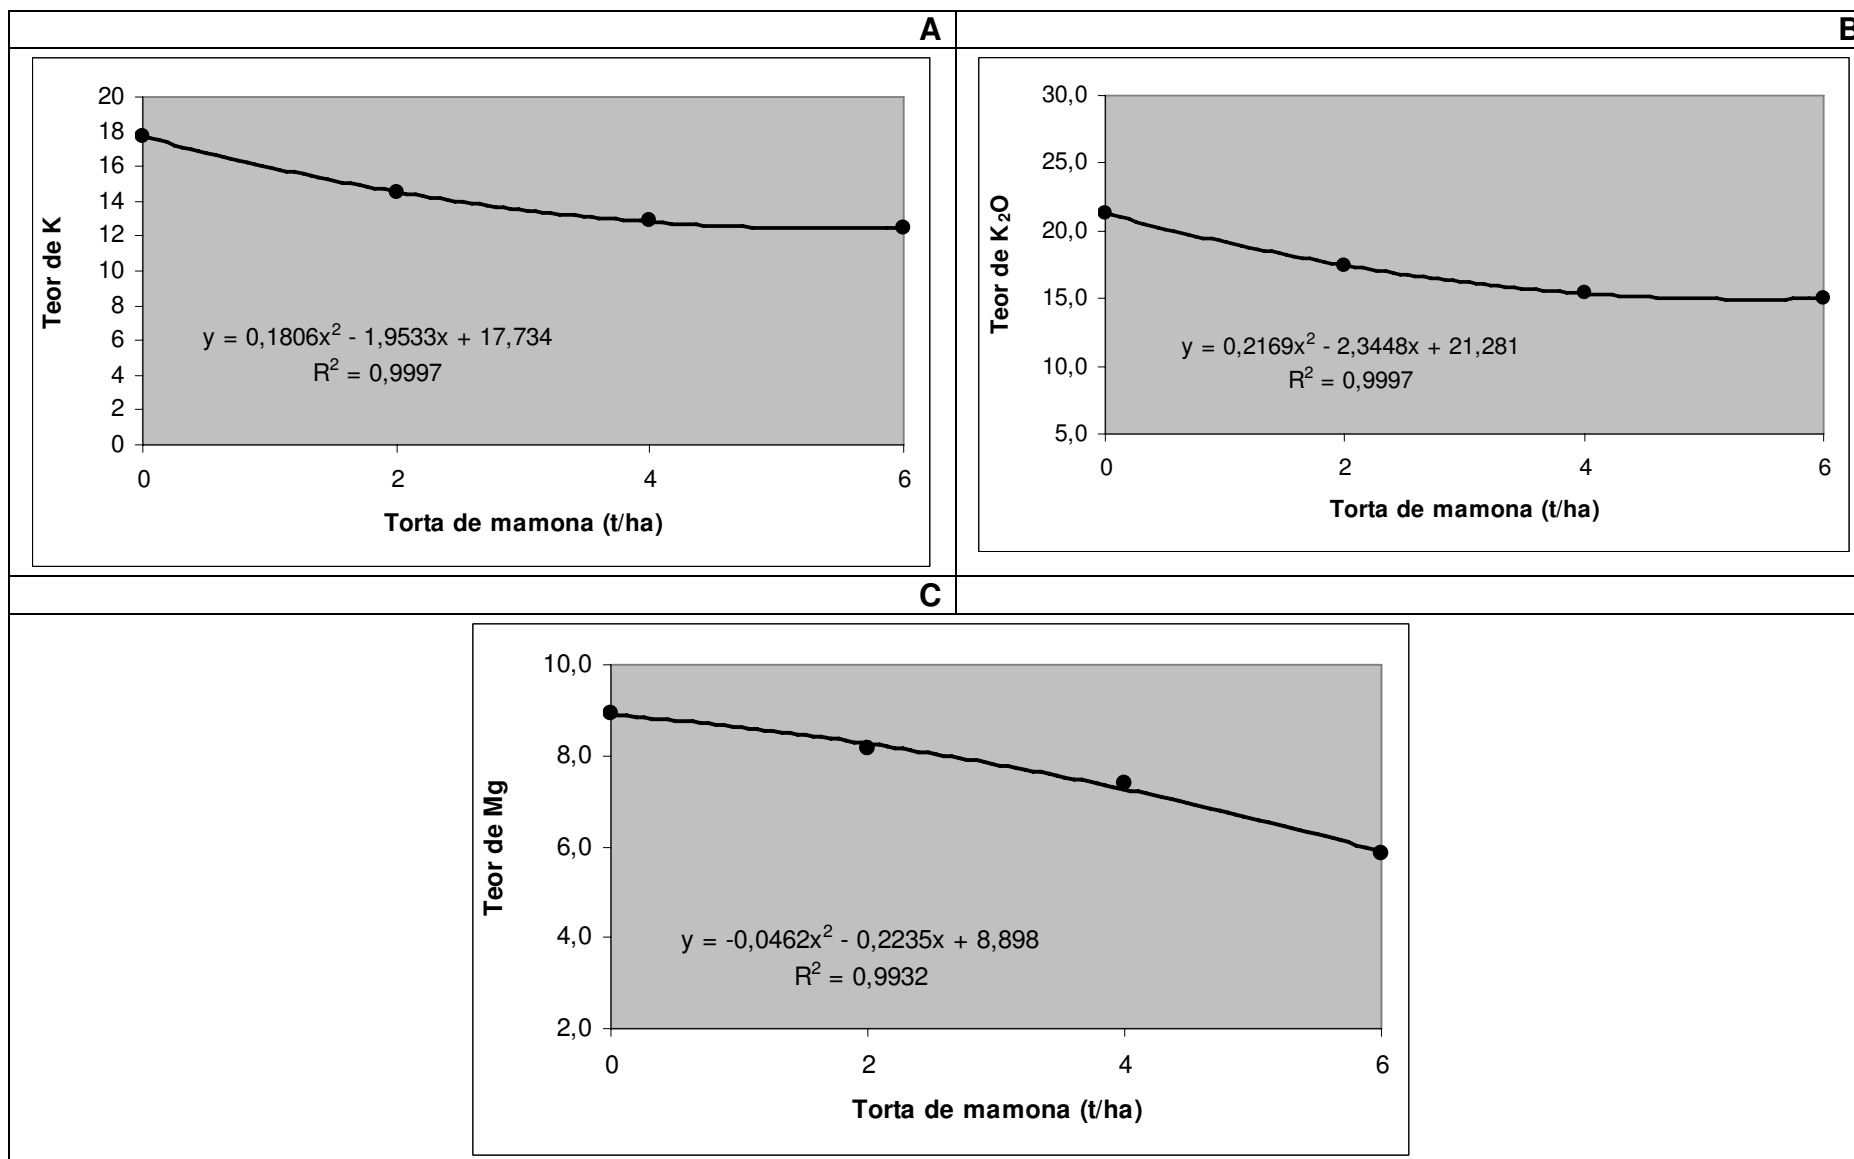 A
B
20
18
16
14
12
10
8
6
4
2
0
Teor de K
y = 0,1806x² - 1,9533x + 17,734
R² = 0,9997
0 2 4 6
Torta de mamona (t/ha)
30,0
25,0
20,0
15,0
10,0
5,0
Teor de K₂O
y = 0,2169x² - 2,3448x + 21,281
R² = 0,9997
0 2 4 6
Torta de mamona (t/ha)
C
10,0
8,0
6,0
4,0
2,0
Teor de Mg
y = -0,0462x² - 0,2235x + 8,898
R² = 0,9932
0 2 4 6
Torta de mamona (t/ha)